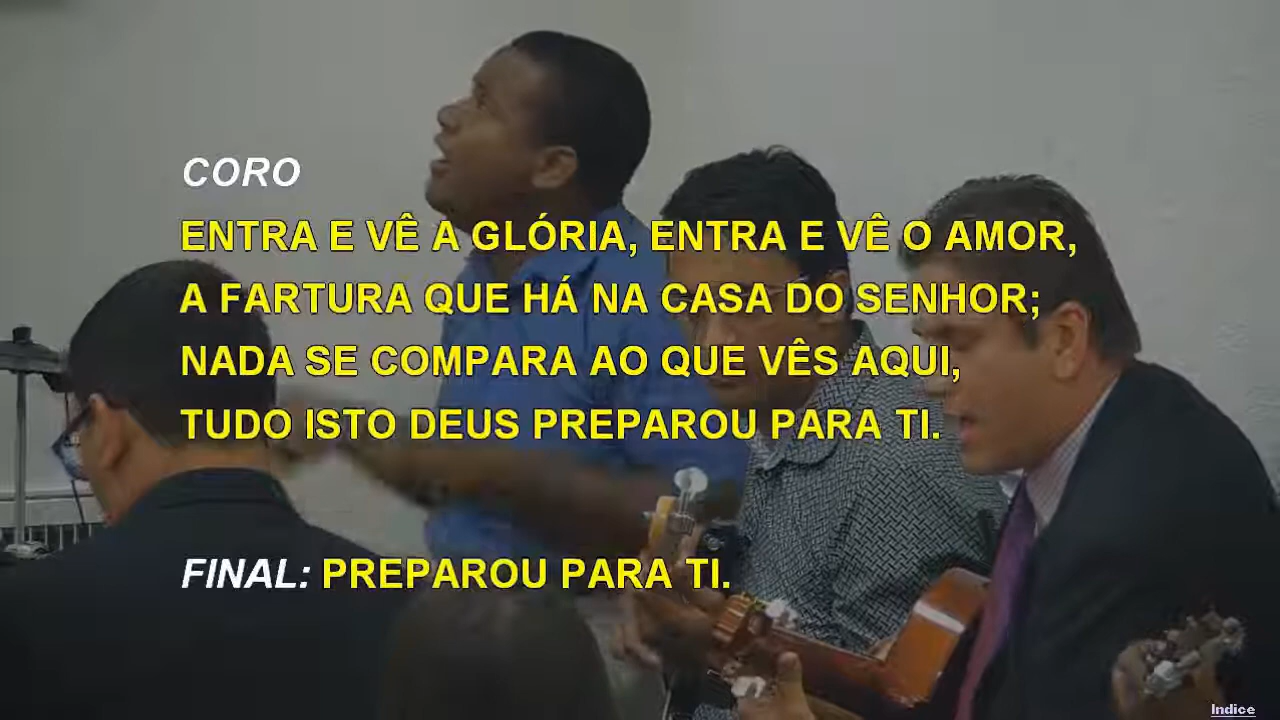 CORO
ENTRA E VÊ A GLÓRIA, ENTRA E VÊ O AMOR,
A FARTURA QUE HÁ NA CASA DO SENHOR;
NADA SE COMPARA AO QUE VÊS AQUI,
TUDO ISTO DEUS PREPAROU PARA TI.
FINAL: PREPAROU PARA TI.
Indice